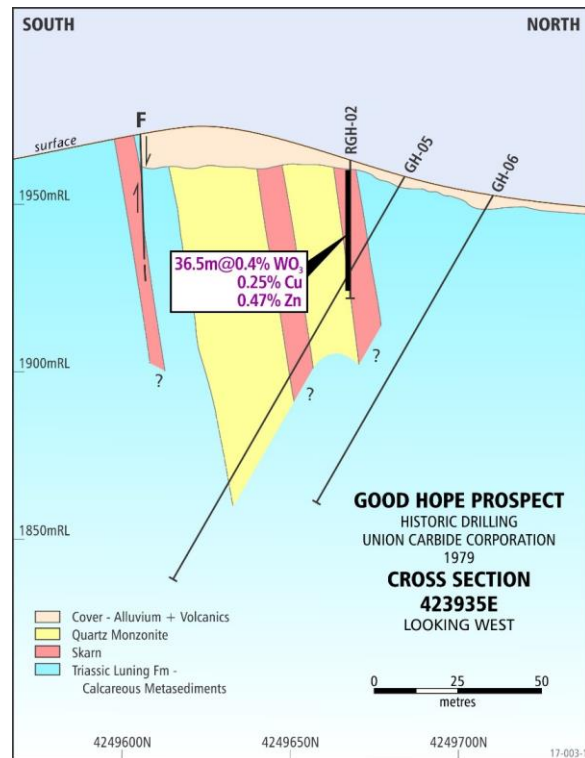 SOUTH
NORTH
surface
F
RGH-02
GH-05
GH-06
1950mRL
36.5m@0.4% WO₃
0.25% Cu
0.47% Zn
1900mRL
?
?
?
1850mRL
GOOD HOPE PROSPECT
HISTORIC DRILLING
UNION CARBIDE CORPORATION
1979
CROSS SECTION
423935E
LOOKING WEST
Cover - Alluvium + Volcanics
Quartz Monzonite
Skarn
Triassic Luning Fm -
Calcareous Metasediments
0 25 50
metres
4249600N
4249650N
4249700N